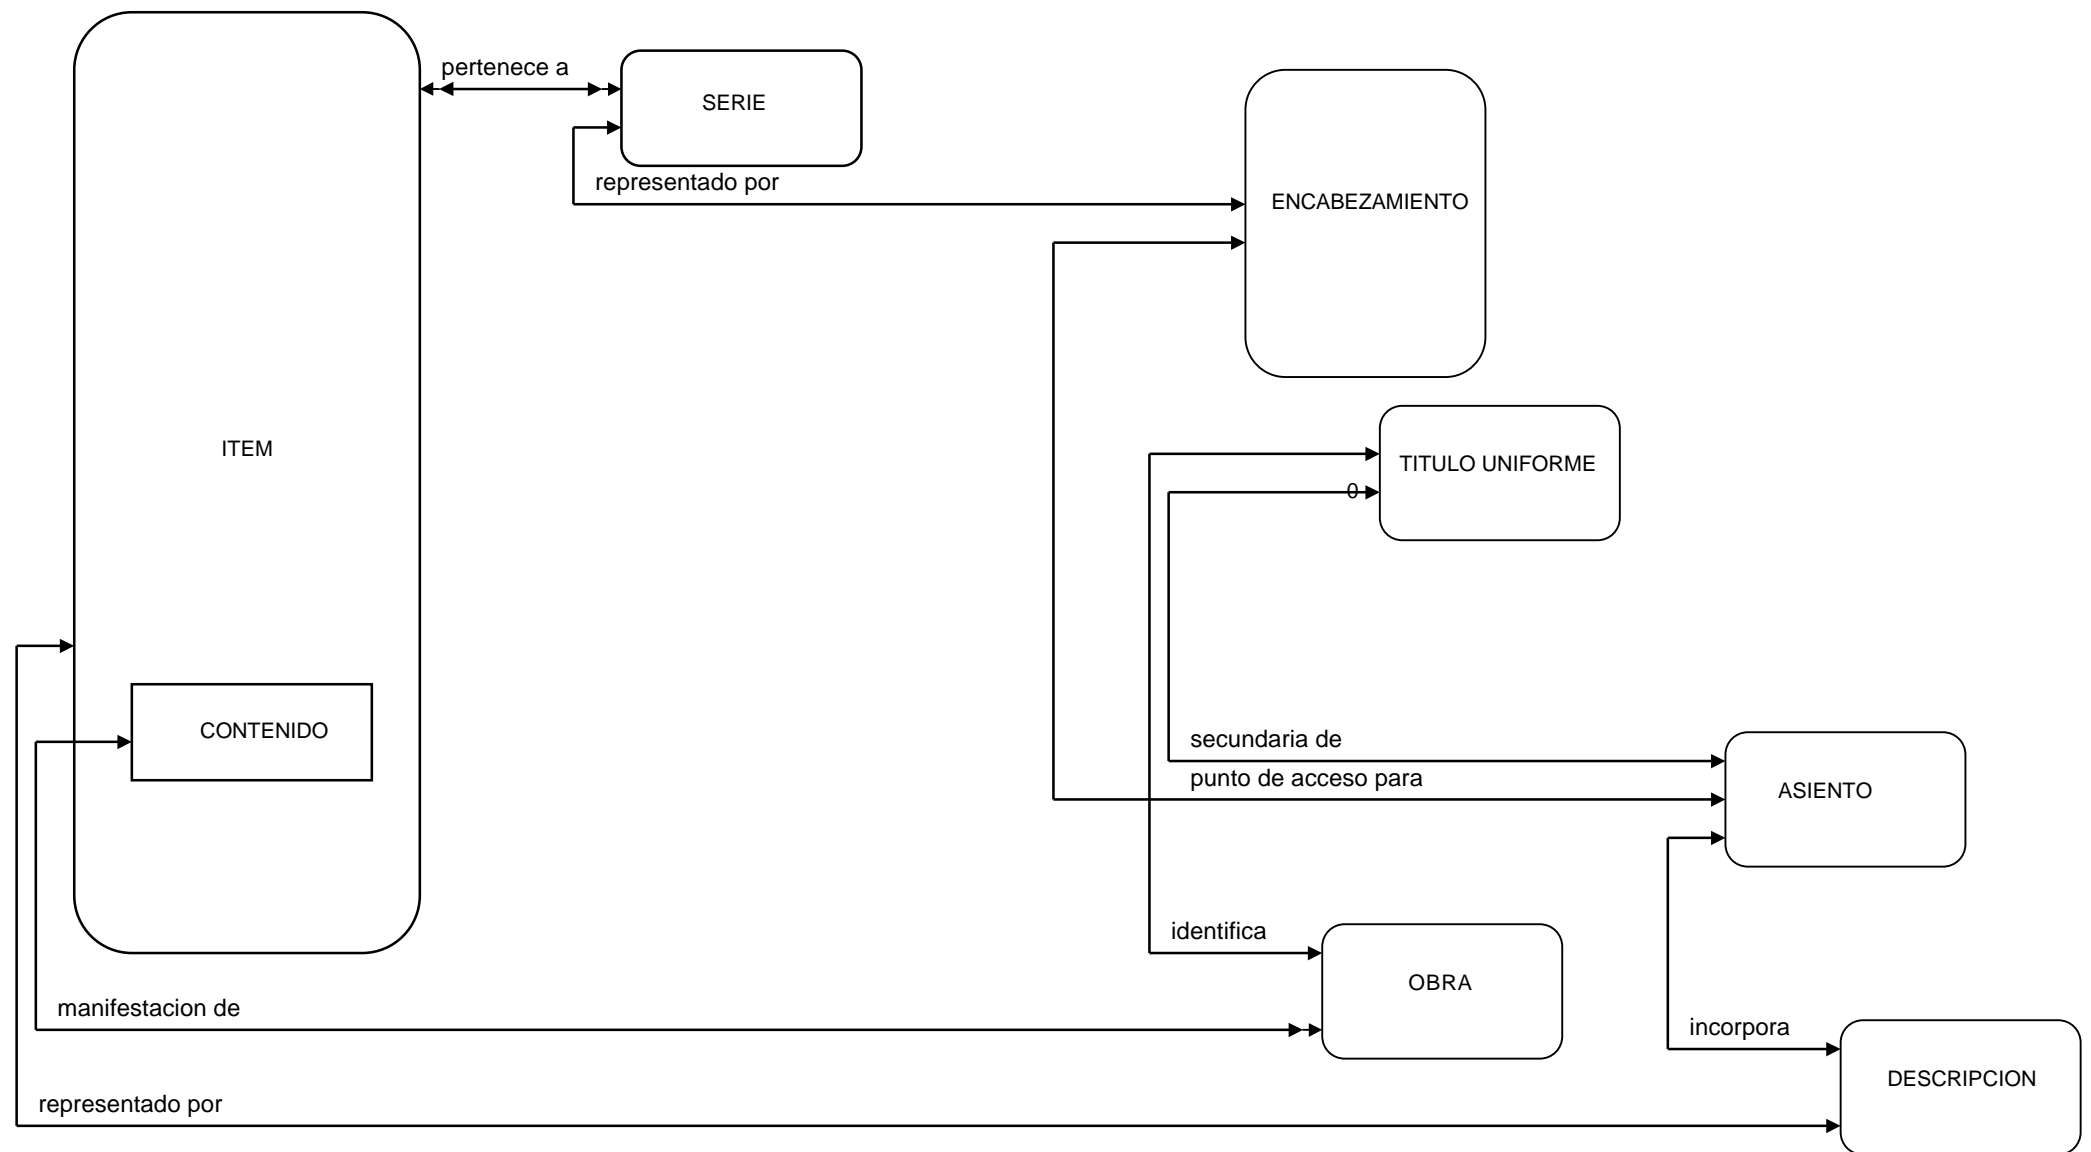 pertenece a
SERIE
representado por
ENCABEZAMIENTO
ITEM
TITULO UNIFORME
0
CONTENIDO
secundaria de
punto de acceso para
ASIENTO
identifica
OBRA
manifestacion de
incorpora
DESCRIPCION
representado por